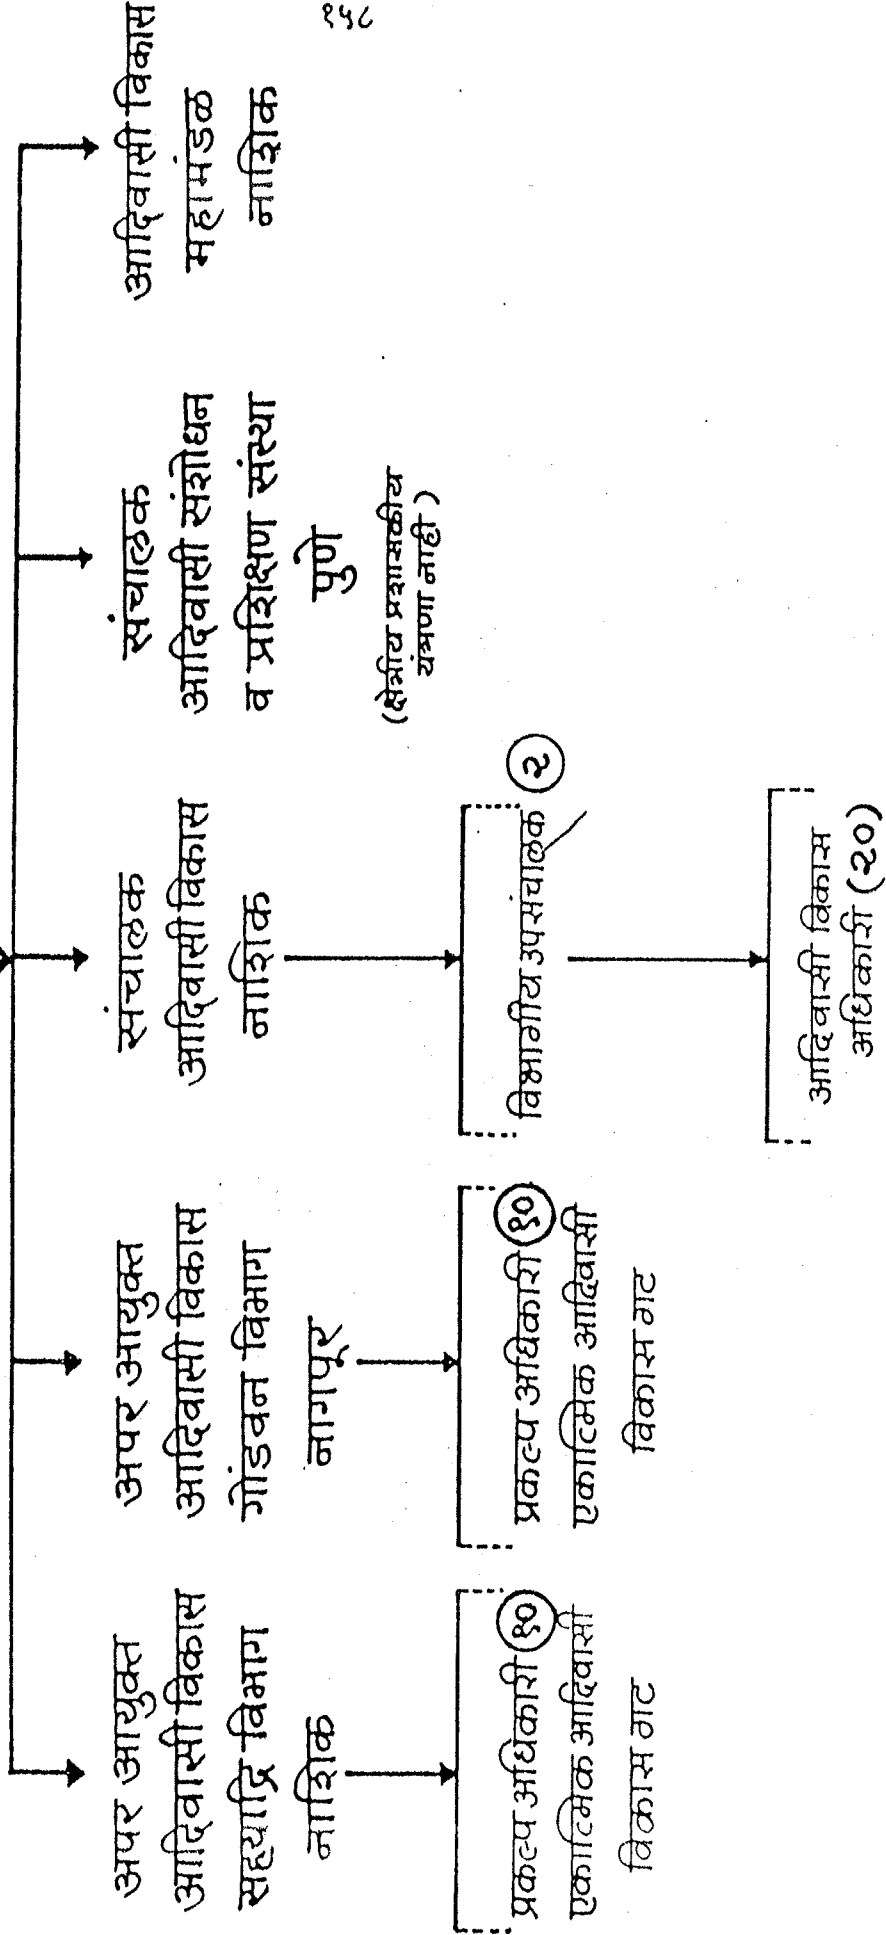 १५८
अपर आयुक्त
आदिवासी विकास
सह्याद्रि विभाग
नाशिक
प्रकल्प अधिकारी (१०)
एकात्मिक आदिवासी
विकास गट
अपर आयुक्त
आदिवासी विकास
गोंडवन विभाग
नागपूर
प्रकल्प अधिकारी (१०)
एकात्मिक आदिवासी
विकास गट
संचालक
आदिवासी विकास
नाशिक
विभागीय उपसंचालक (२)
आदिवासी विकास
अधिकारी (२०)
संचालक
आदिवासी संशोधन
व प्रशिक्षण संस्था
पुणे
(क्षेत्रीय प्रशासकीय
यंत्रणा नाही)
आदिवासी विकास
महामंडळ
नाशिक